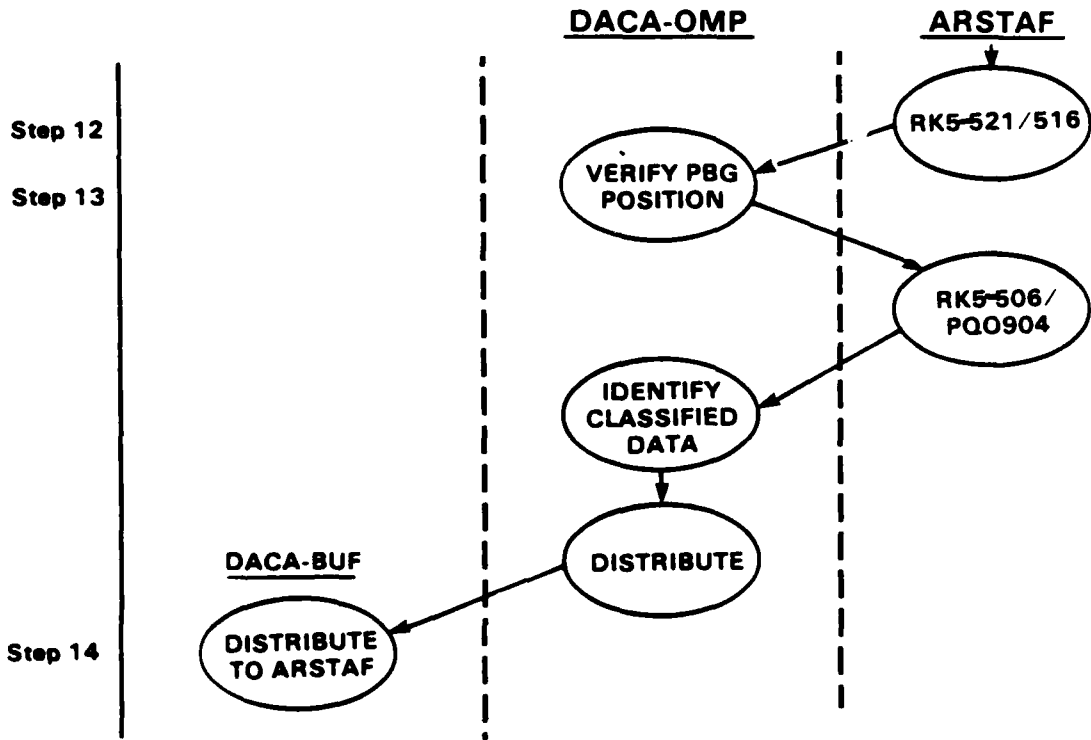 DACA-OMP
ARSTAF
Step 12
RK5-521/516
Step 13
VERIFY PBG
POSITION
RK5-506/
PQO904
IDENTIFY
CLASSIFIED
DATA
DISTRIBUTE
DACA-BUF
Step 14
DISTRIBUTE
TO ARSTAF